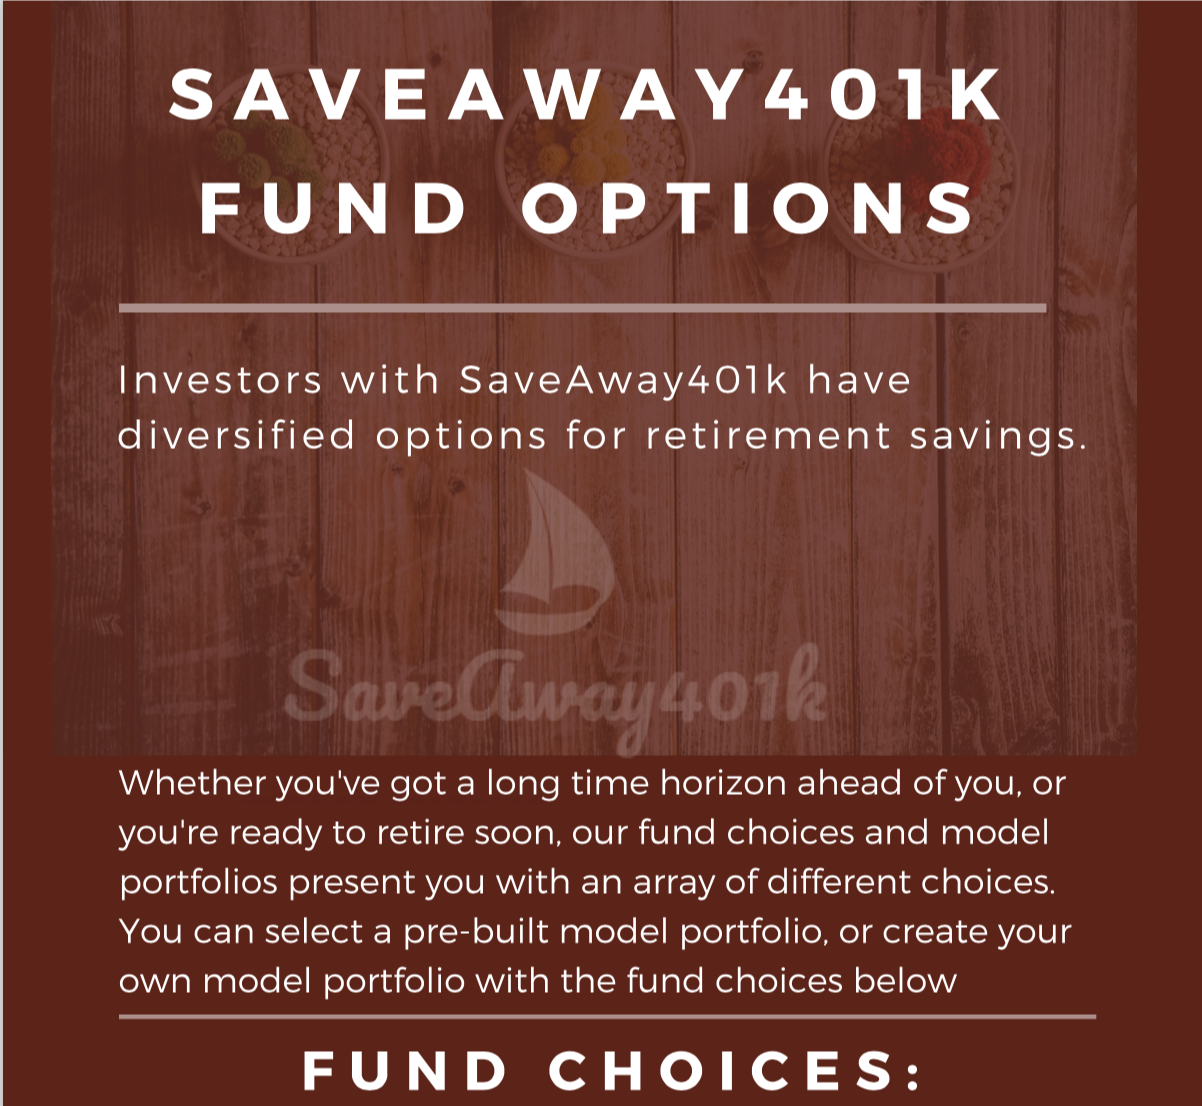 SAVEAWAY401K
FUND OPTIONS
Investors with SaveAway401k have
diversified options for retirement savings.
SaveAway401k
Whether you've got a long time horizon ahead of you, or
you're ready to retire soon, our fund choices and model
portfolios present you with an array of different choices.
You can select a pre-built model portfolio, or create your
own model portfolio with the fund choices below
FUND CHOICES: